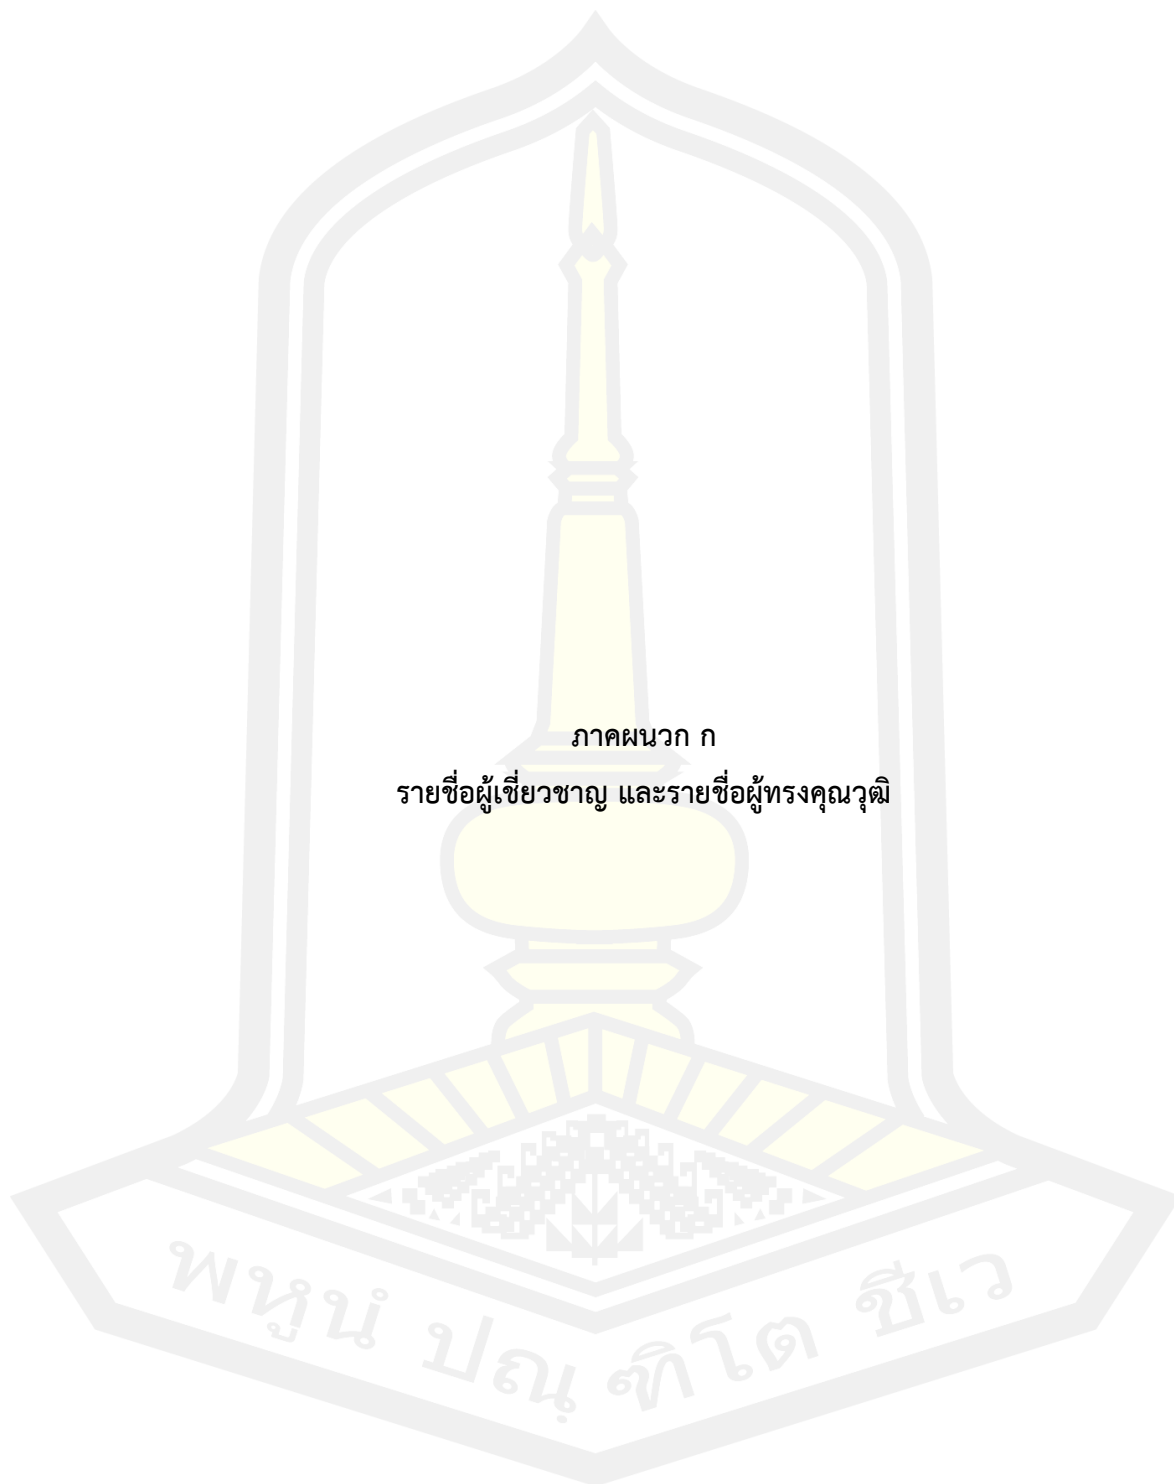 ภาคผนวก ก
รายชื่อผู้เชี่ยวชาญ และรายชื่อผู้ทรงคุณวุฒิ
พหูนํ ปณฺฑิโต ชีเว